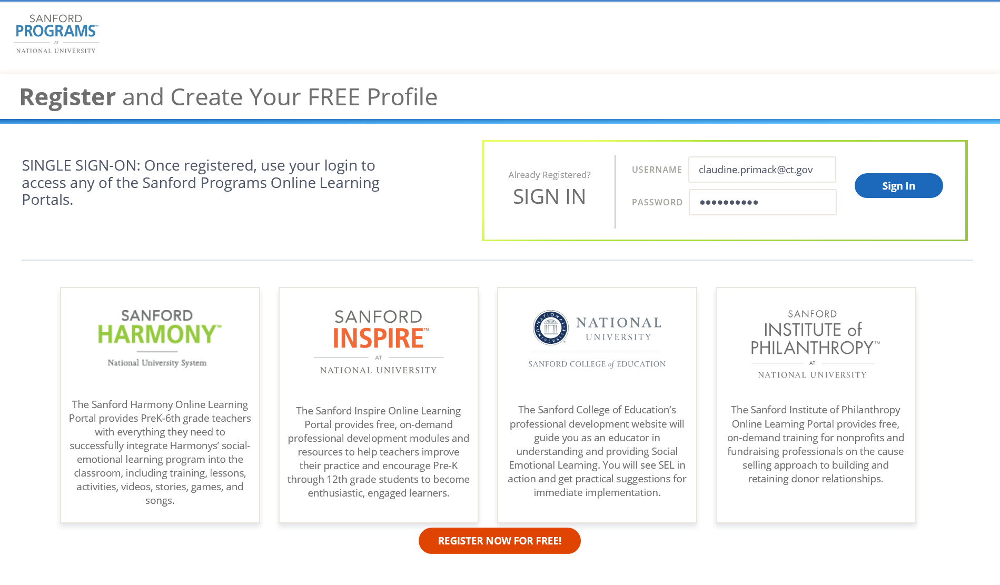 SANFORD
PROGRAMS™
AT
NATIONAL UNIVERSITY
Register and Create Your FREE Profile
SINGLE SIGN-ON: Once registered, use your login to
access any of the Sanford Programs Online Learning
Portals.
Already Registered?
SIGN IN
USERNAME
claudine.primack@ct.gov
PASSWORD
••••••••••
Sign In
SANFORD
HARMONY™
National University System
The Sanford Harmony Online Learning
Portal provides PreK-6th grade teachers
with everything they need to
successfully integrate Harmonys’ social-
emotional learning program into the
classroom, including training, lessons,
activities, videos, stories, games, and
songs.
SANFORD
INSPIRE™
AT
NATIONAL UNIVERSITY
The Sanford Inspire Online Learning
Portal provides free, on-demand
professional development modules and
resources to help teachers improve
their practice and encourage Pre-K
through 12th grade students to become
enthusiastic, engaged learners.
NATIONAL UNIVERSITY
NATIONAL
UNIVERSITY
SANFORD COLLEGE of EDUCATION
The Sanford College of Education’s
professional development website will
guide you as an educator in
understanding and providing Social
Emotional Learning. You will see SEL in
action and get practical suggestions for
immediate implementation.
SANFORD
INSTITUTE of
PHILANTHROPY™
AT
NATIONAL UNIVERSITY
The Sanford Institute of Philanthropy
Online Learning Portal provides free,
on-demand training for nonprofits and
fundraising professionals on the cause
selling approach to building and
retaining donor relationships.
REGISTER NOW FOR FREE!